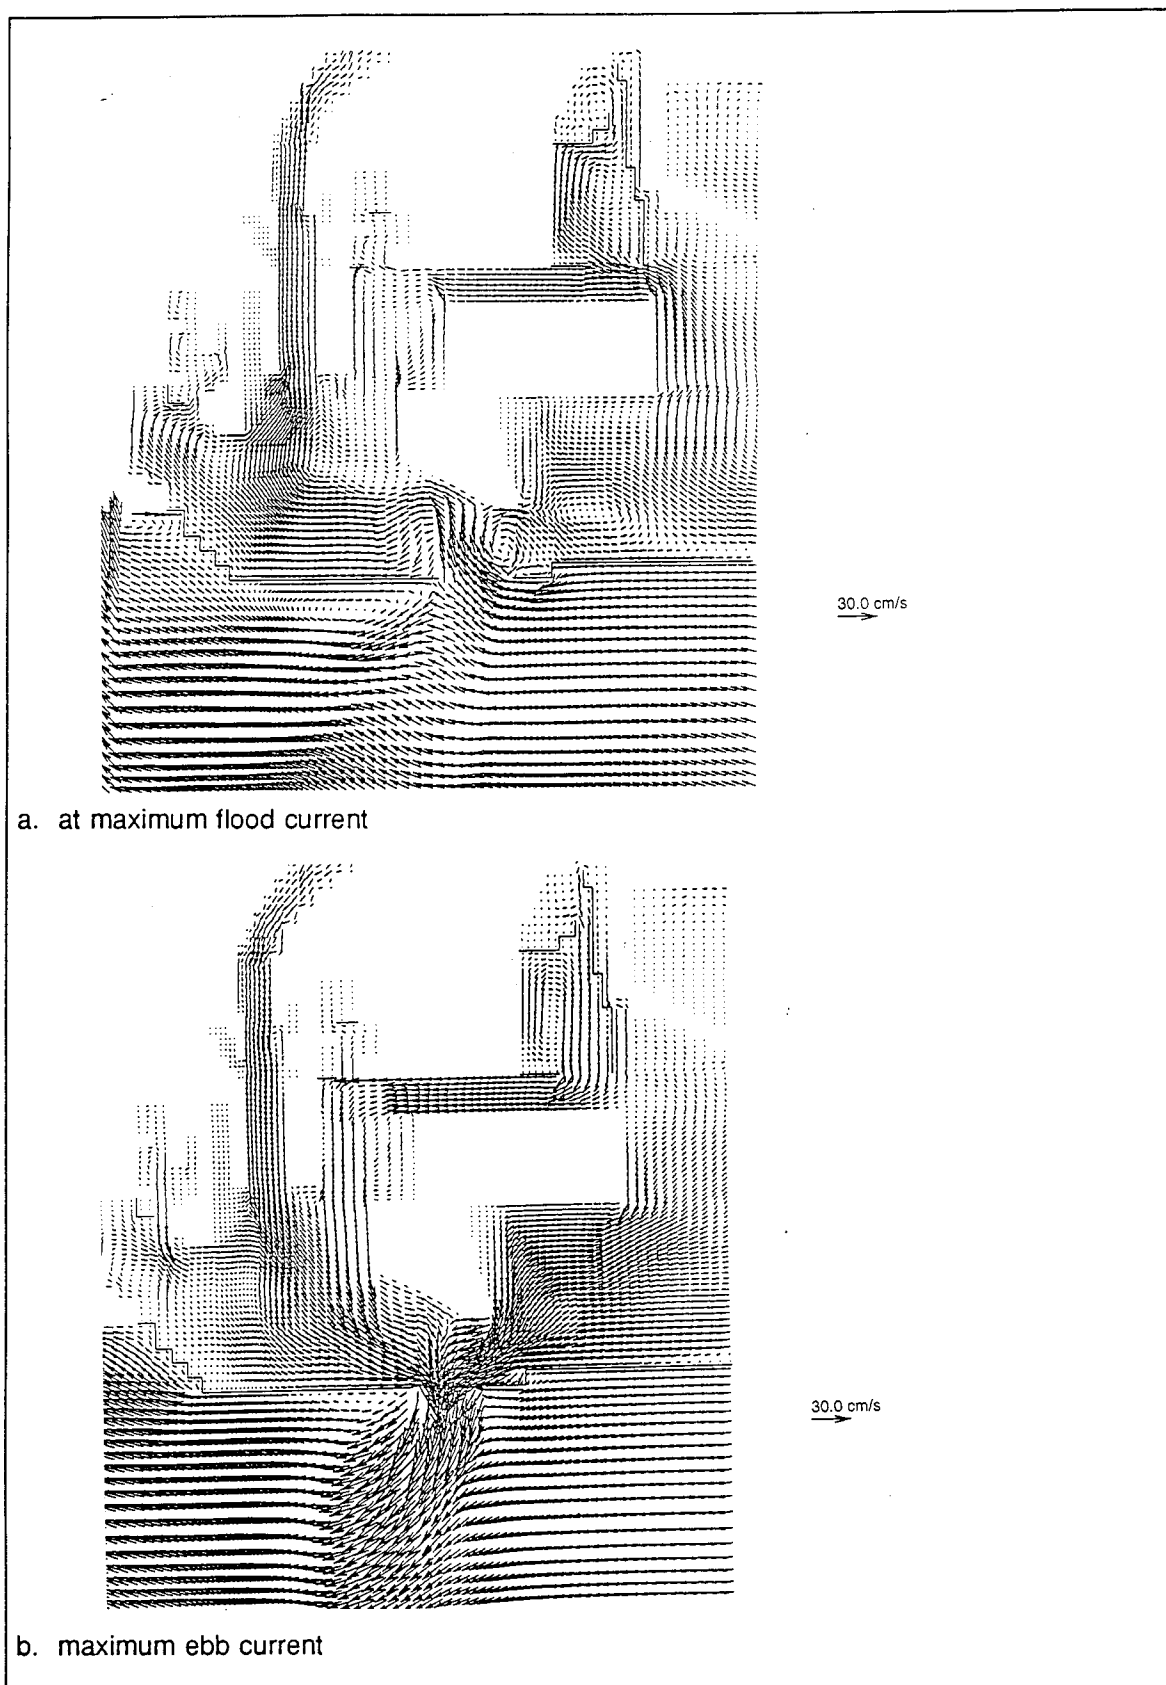 30.0 cm/s
a. at maximum flood current
30.0 cm/s
b. maximum ebb current